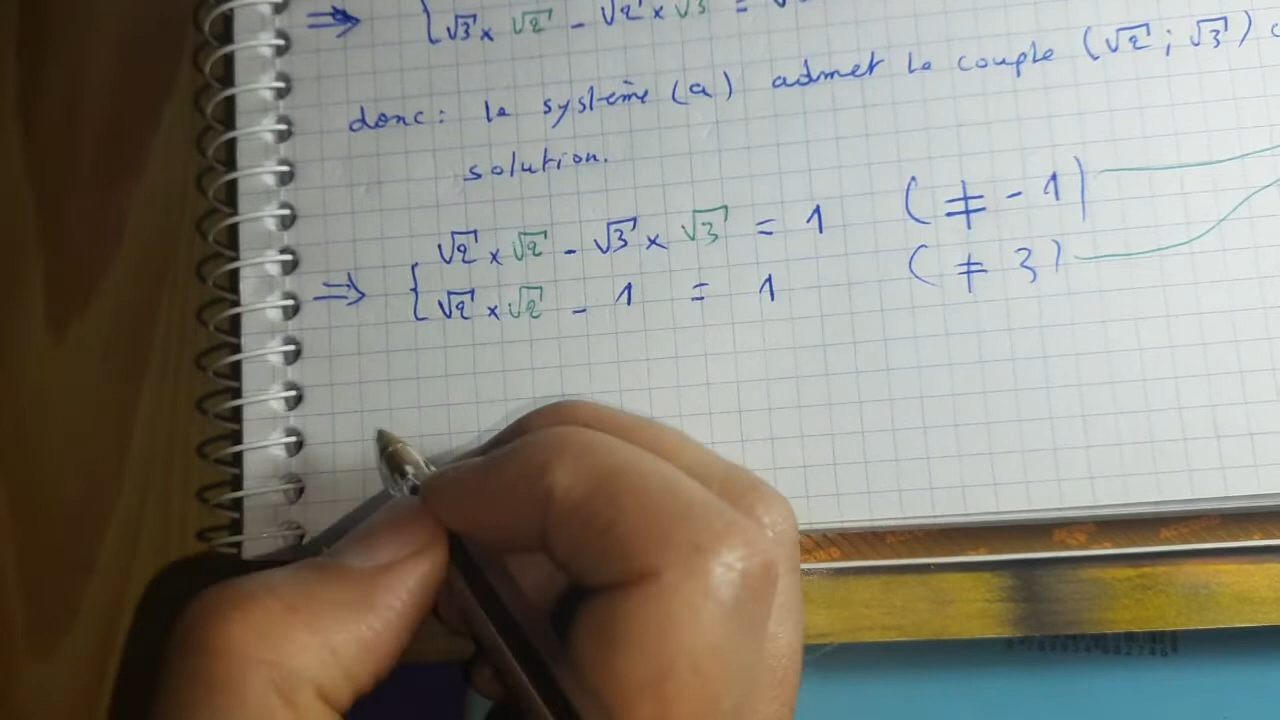 ⇒ { √3 × √2 - √2 × √3 =
donc: le système (a) admet le couple (√2 ; √3)
solution.
√2 × √2 - √3 × √3 = 1 ( ≠ - 1)
⇒ { √2 × √2 - 1 = 1 ( ≠ 3)